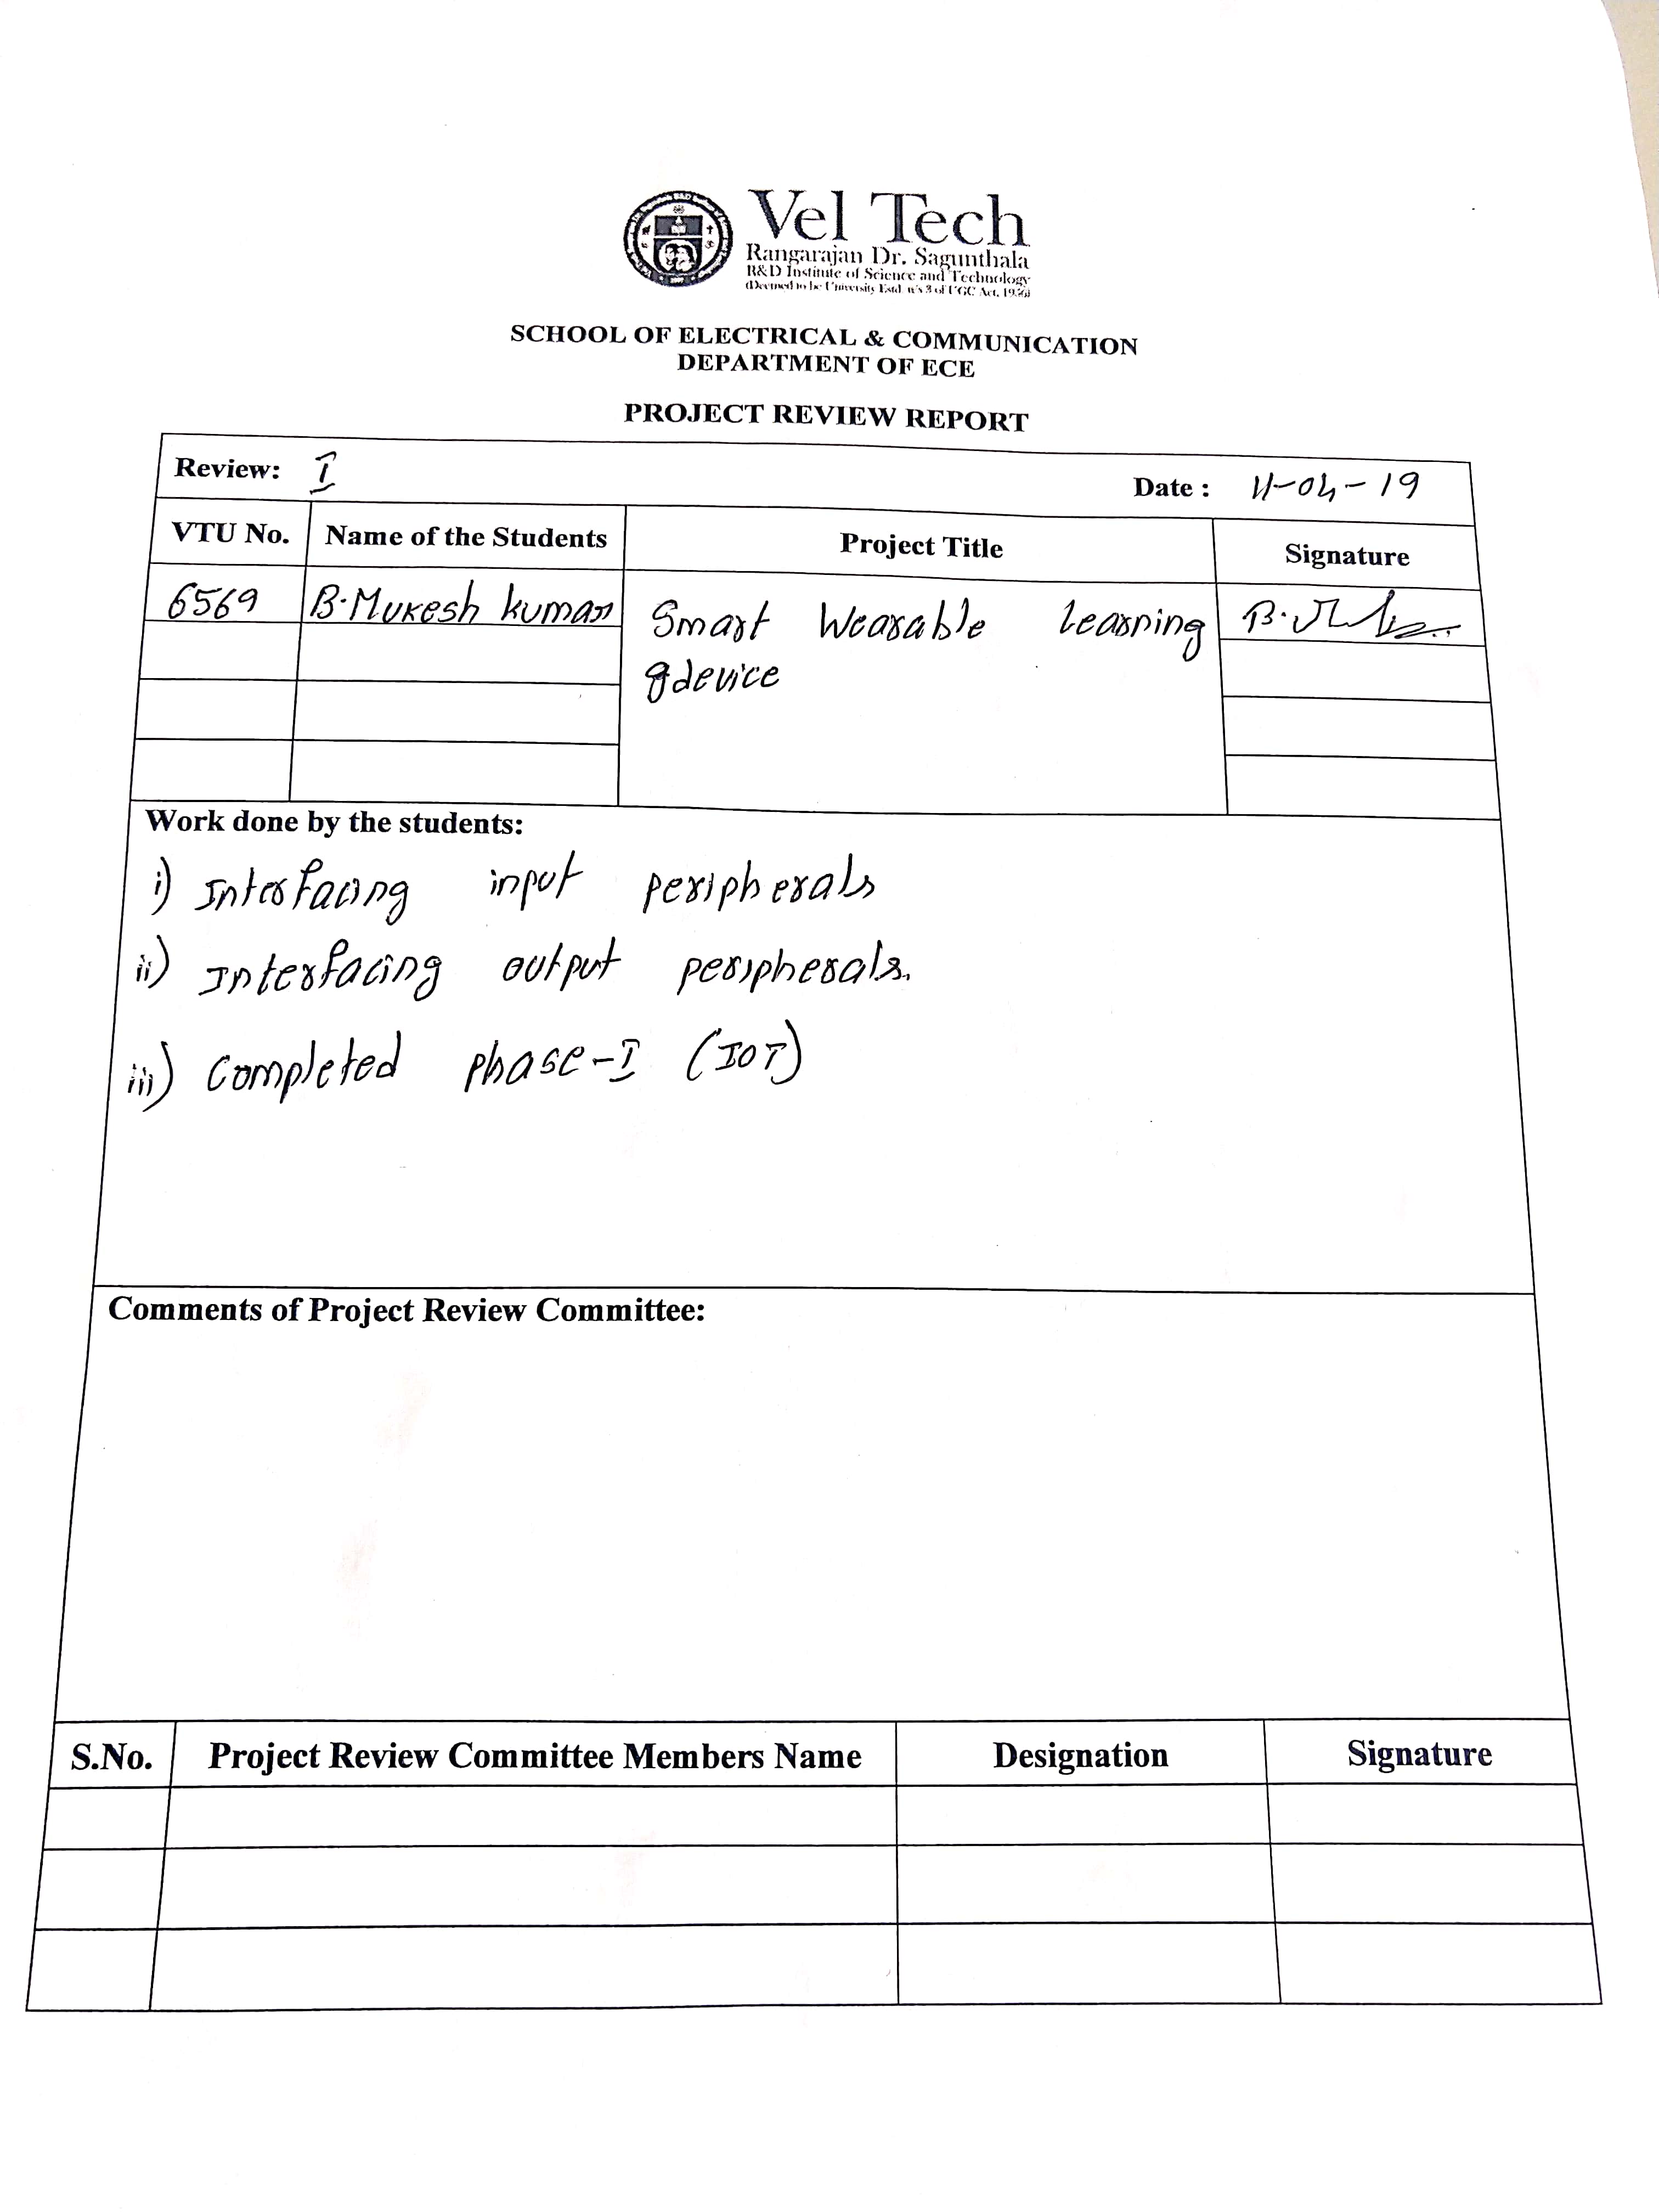 Vel Tech
Rangarajan Dr. Sagunthala
R&D Institute of Science and Technology
(Deemed to be University Estd. u/s 3 of UGC Act, 1956)
SCHOOL OF ELECTRICAL & COMMUNICATION
DEPARTMENT OF ECE
PROJECT REVIEW REPORT
Review: I Date : 11-04-19
VTU No. Name of the Students Project Title Signature
6569 B.Mukesh kumar Smart Wearable learning B.
device
Work done by the students:
i) Interfacing input peripherals
ii) Interfacing output peripherals.
iii) Completed phase-I (IOT)
Comments of Project Review Committee:
S.No. Project Review Committee Members Name Designation Signature